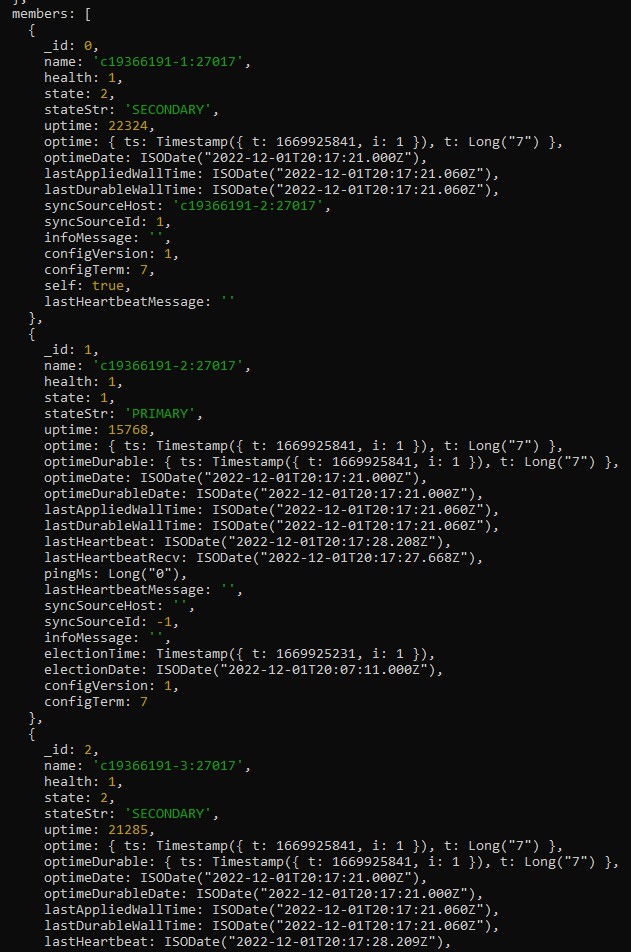 },
members: [
{
_id: 0,
name: 'c19366191-1:27017',
health: 1,
state: 2,
stateStr: 'SECONDARY',
uptime: 22324,
optime: { ts: Timestamp({ t: 1669925841, i: 1 }), t: Long("7") },
optimeDate: ISODate("2022-12-01T20:17:21.000Z"),
lastAppliedWallTime: ISODate("2022-12-01T20:17:21.060Z"),
lastDurableWallTime: ISODate("2022-12-01T20:17:21.060Z"),
syncSourceHost: 'c19366191-2:27017',
syncSourceId: 1,
infoMessage: '',
configVersion: 1,
configTerm: 7,
self: true,
lastHeartbeatMessage: ''
},
{
_id: 1,
name: 'c19366191-2:27017',
health: 1,
state: 1,
stateStr: 'PRIMARY',
uptime: 15768,
optime: { ts: Timestamp({ t: 1669925841, i: 1 }), t: Long("7") },
optimeDurable: { ts: Timestamp({ t: 1669925841, i: 1 }), t: Long("7") },
optimeDate: ISODate("2022-12-01T20:17:21.000Z"),
optimeDurableDate: ISODate("2022-12-01T20:17:21.000Z"),
lastAppliedWallTime: ISODate("2022-12-01T20:17:21.060Z"),
lastDurableWallTime: ISODate("2022-12-01T20:17:21.060Z"),
lastHeartbeat: ISODate("2022-12-01T20:17:28.208Z"),
lastHeartbeatRecv: ISODate("2022-12-01T20:17:27.668Z"),
pingMs: Long("0"),
lastHeartbeatMessage: '',
syncSourceHost: '',
syncSourceId: -1,
infoMessage: '',
electionTime: Timestamp({ t: 1669925231, i: 1 }),
electionDate: ISODate("2022-12-01T20:07:11.000Z"),
configVersion: 1,
configTerm: 7
},
{
_id: 2,
name: 'c19366191-3:27017',
health: 1,
state: 2,
stateStr: 'SECONDARY',
uptime: 21285,
optime: { ts: Timestamp({ t: 1669925841, i: 1 }), t: Long("7") },
optimeDurable: { ts: Timestamp({ t: 1669925841, i: 1 }), t: Long("7") },
optimeDate: ISODate("2022-12-01T20:17:21.000Z"),
optimeDurableDate: ISODate("2022-12-01T20:17:21.000Z"),
lastAppliedWallTime: ISODate("2022-12-01T20:17:21.060Z"),
lastDurableWallTime: ISODate("2022-12-01T20:17:21.060Z"),
lastHeartbeat: ISODate("2022-12-01T20:17:28.209Z"),